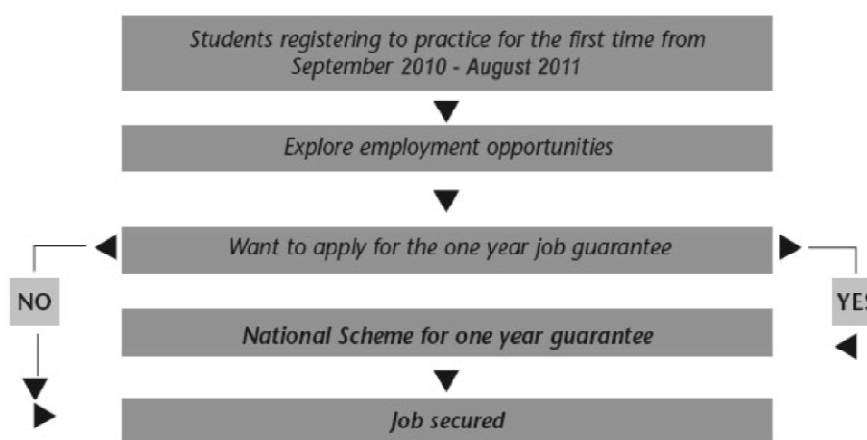 Students registering to practice for the first time from
September 2010 - August 2011
Explore employment opportunities
Want to apply for the one year job guarantee
NO
YES
National Scheme for one year guarantee
Job secured